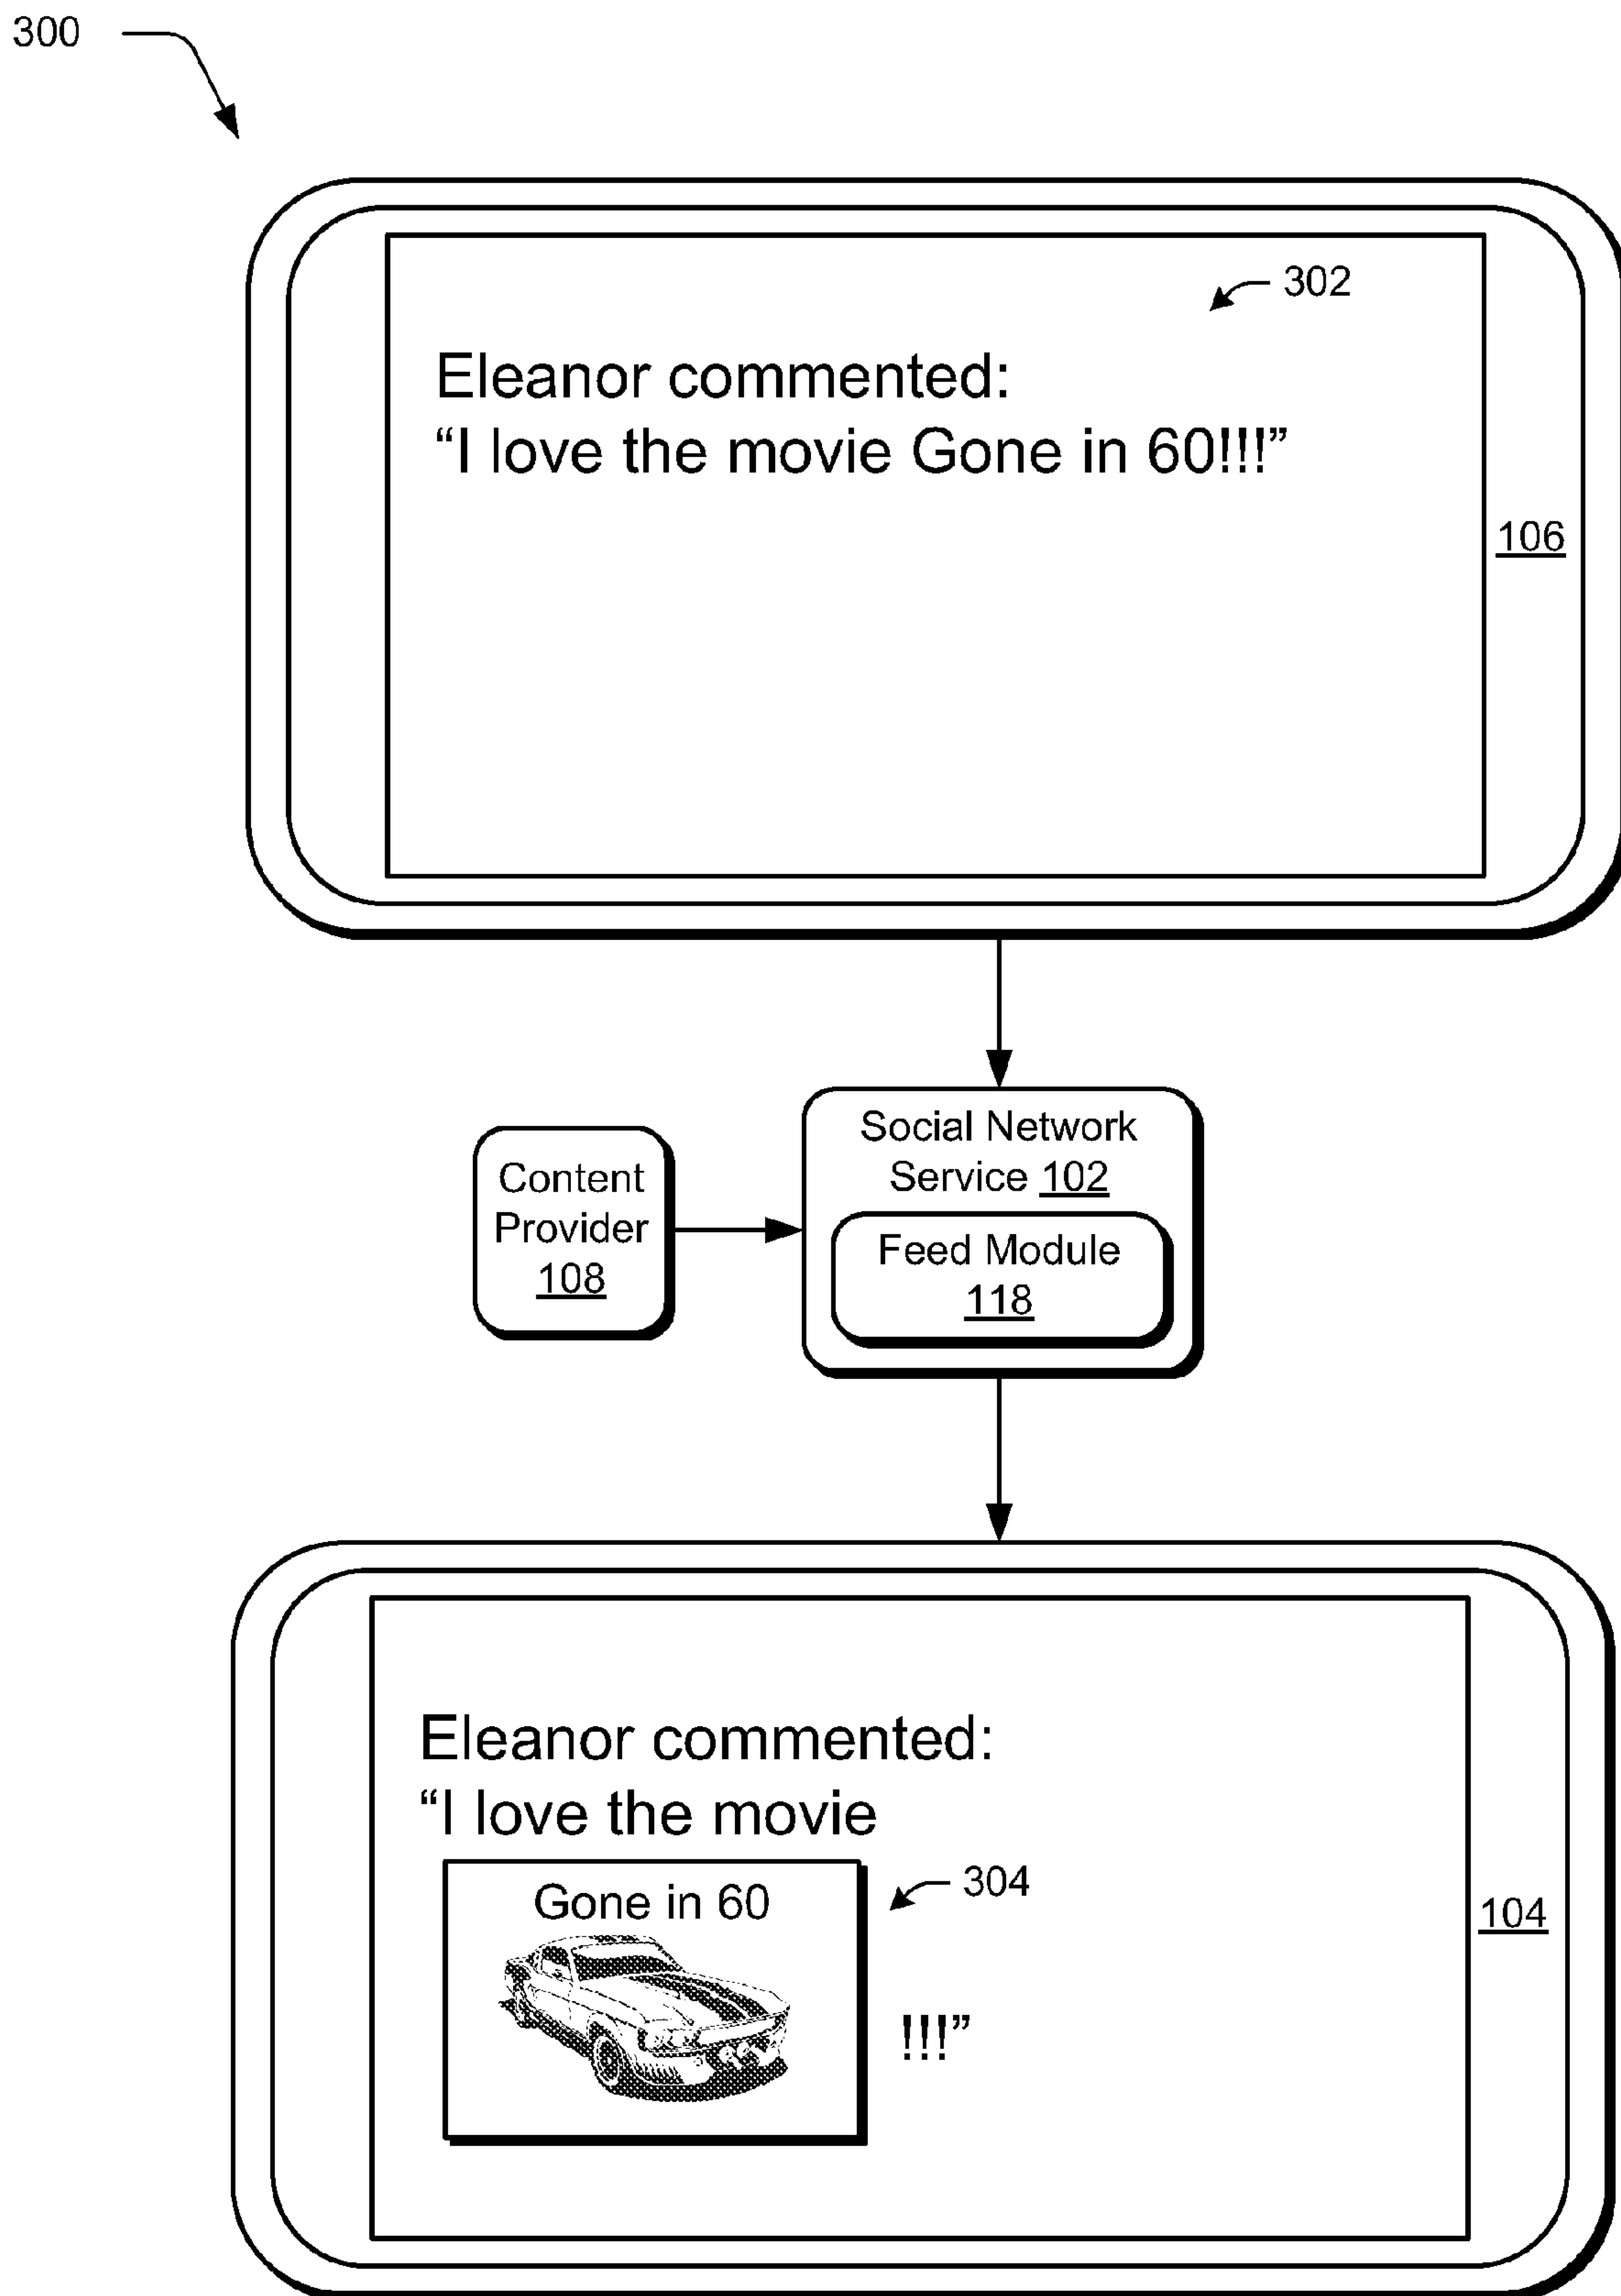 300
302
Eleanor commented:
“I love the movie Gone in 60!!!”
106
Social Network
Service 102
Content
Provider
108
Feed Module
118
Eleanor commented:
“I love the movie
304
Gone in 60
104
!!!”